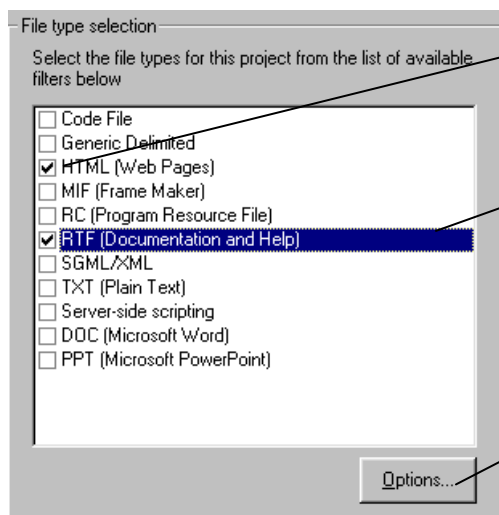 File type selection
Select the file types for this project from the list of available
filters below
Code File
Generic Delimited
HTML (Web Pages)
MIF (Frame Maker)
RC (Program Resource File)
RTF (Documentation and Help)
SGML/XML
TXT (Plain Text)
Server-side scripting
DOC (Microsoft Word)
PPT (Microsoft PowerPoint)
Options...